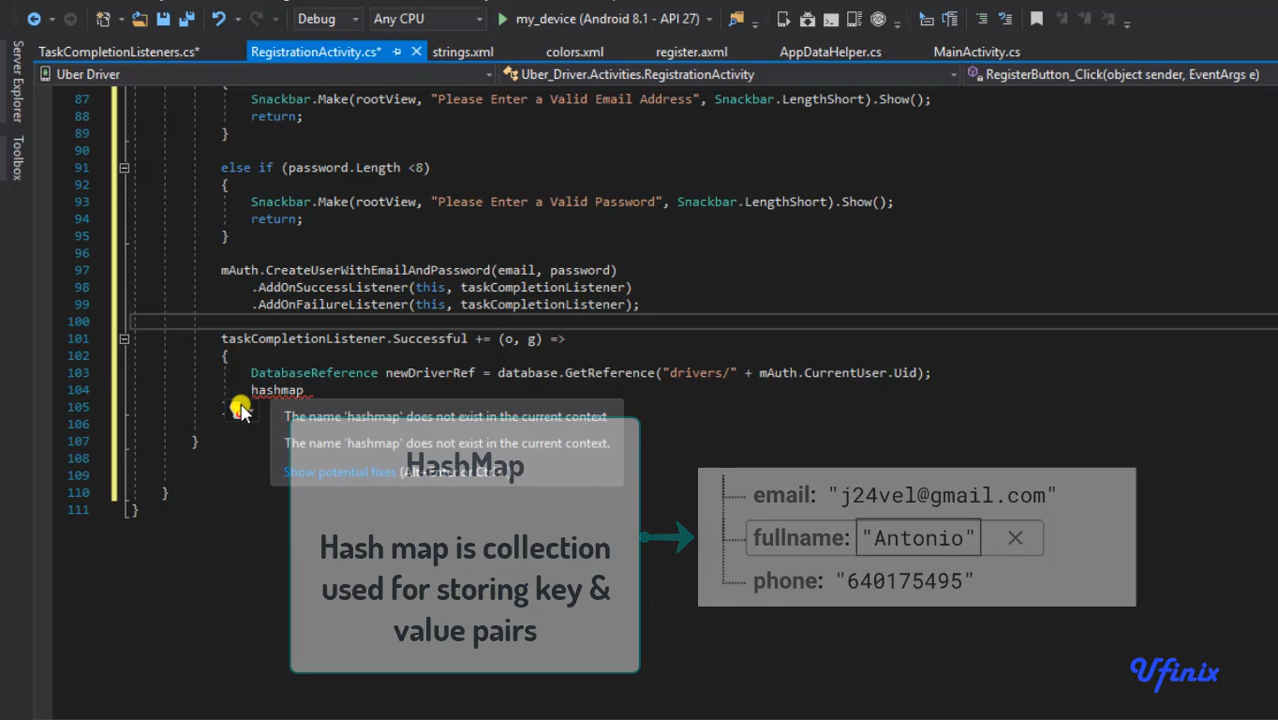 Debug
Any CPU
my_device (Android 8.1 - API 27)
TaskCompletionListeners.cs*
RegistrationActivity.cs*
strings.xml
colors.xml
register.axml
AppDataHelper.cs
MainActivity.cs
Server Explorer
Toolbox
Uber Driver
Uber_Driver.Activities.RegistrationActivity
RegisterButton_Click(object sender, EventArgs e)
87 Snackbar.Make(rootView, "Please Enter a Valid Email Address", Snackbar.LengthShort).Show();
88 return;
89 }
90
91 else if (password.Length <8)
92 {
93 Snackbar.Make(rootView, "Please Enter a Valid Password", Snackbar.LengthShort).Show();
94 return;
95 }
96
97 mAuth.CreateUserWithEmailAndPassword(email, password)
98 .AddOnSuccessListener(this, taskCompletionListener)
99 .AddOnFailureListener(this, taskCompletionListener);
100
101 taskCompletionListener.Successful += (o, g) =>
102 {
103 DatabaseReference newDriverRef = database.GetReference("drivers/" + mAuth.CurrentUser.Uid);
104 hashmap
105
106
107 }
108
109
110 }
111 }
The name 'hashmap' does not exist in the current context
The name 'hashmap' does not exist in the current context.
Show potential fixes (Alt+Enter or Ctrl+.)
HashMap
Hash map is collection
used for storing key &
value pairs
email: "j24vel@gmail.com"
fullname: "Antonio"
phone: "640175495"
Ufinix